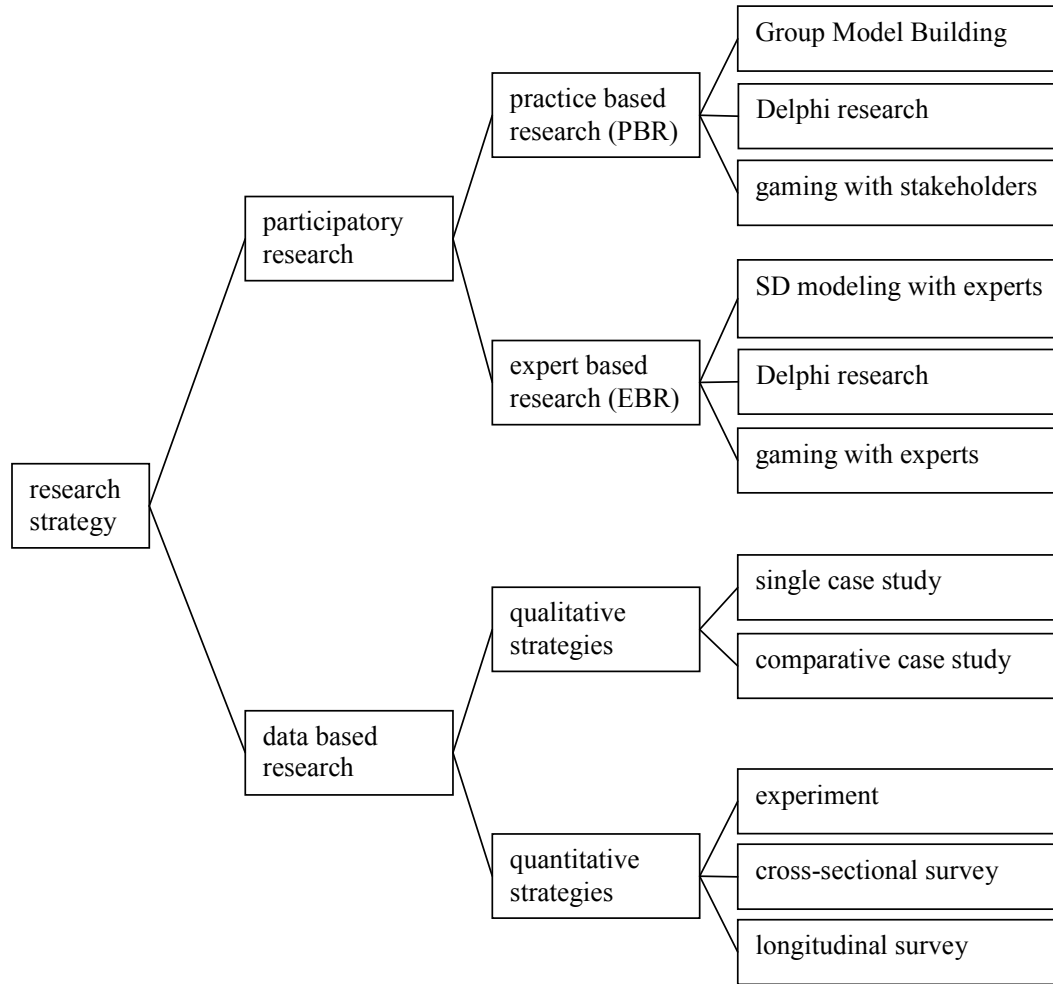 Group Model Building
practice based
research (PBR)
Delphi research
gaming with stakeholders
participatory
research
SD modeling with experts
expert based
research (EBR)
Delphi research
gaming with experts
research
strategy
single case study
qualitative
strategies
comparative case study
data based
research
experiment
quantitative
strategies
cross-sectional survey
longitudinal survey